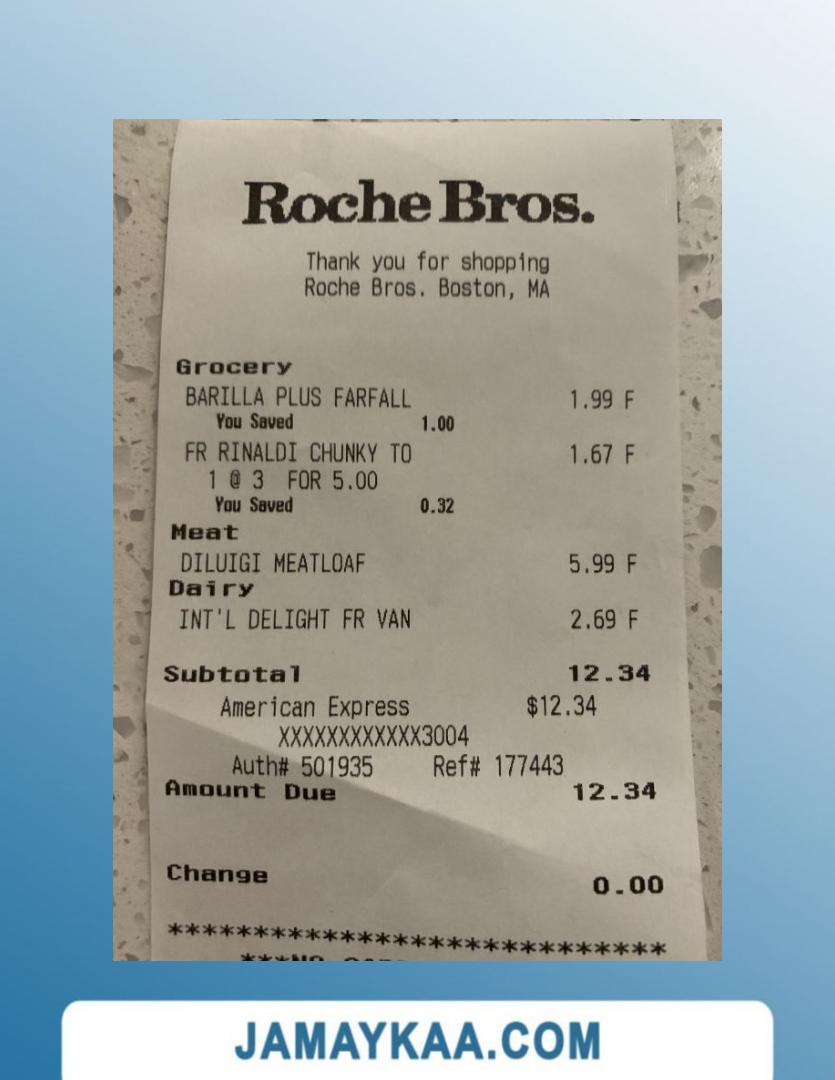 Roche Bros.
Thank you for shopping
Roche Bros. Boston, MA
Grocery
BARILLA PLUS FARFALL 1.99 F
You Saved 1.00
FR RINALDI CHUNKY TO 1.67 F
1 @ 3 FOR 5.00
You Saved 0.32
Meat
DILUIGI MEATLOAF 5.99 F
Dairy
INT'L DELIGHT FR VAN 2.69 F
Subtotal 12.34
American Express $12.34
XXXXXXXXXXXX3004
Auth# 501935 Ref# 177443
Amount Due 12.34
Change 0.00
******************************
***NO
JAMAYKAA.COM